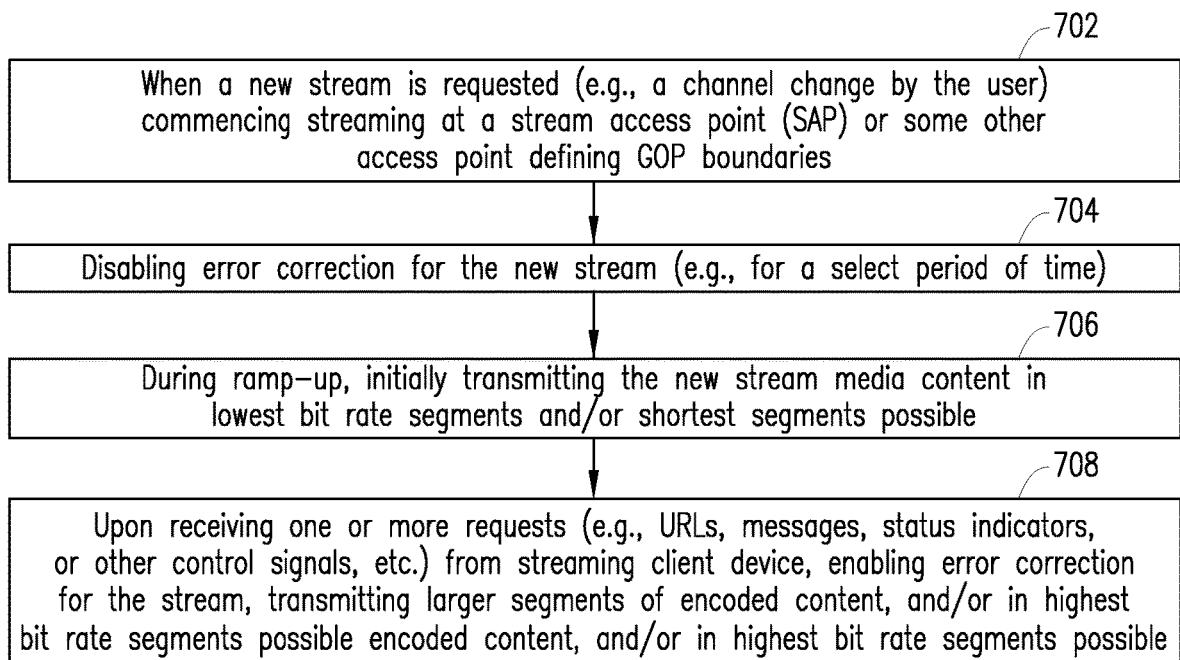 702
When a new stream is requested (e.g., a channel change by the user)
commencing streaming at a stream access point (SAP) or some other
access point defining GOP boundaries
704
Disabling error correction for the new stream (e.g., for a select period of time)
706
During ramp-up, initially transmitting the new stream media content in
lowest bit rate segments and/or shortest segments possible
708
Upon receiving one or more requests (e.g., URLs, messages, status indicators,
or other control signals, etc.) from streaming client device, enabling error correction
for the stream, transmitting larger segments of encoded content, and/or in highest
bit rate segments possible encoded content, and/or in highest bit rate segments possible